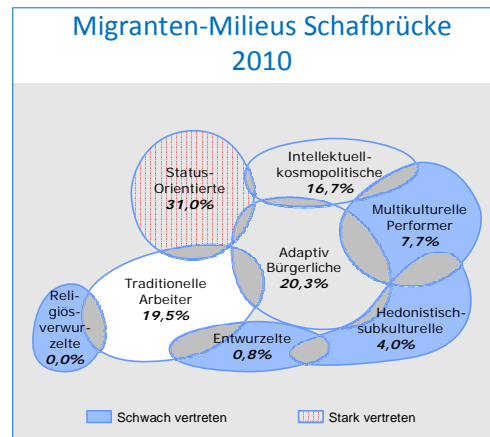 Migranten-Milieus Schafbrücke
2010
Status-
Orientierte
31,0%
Intellektuell-
kosmopolitische
16,7%
Multikulturelle
Performer
7,7%
Adaptiv
Bürgerliche
20,3%
Traditionelle
Arbeiter
19,5%
Reli-
giös-
verwur-
zelte
0,0%
Entwurzelte
0,8%
Hedonistisch-
subkulturelle
4,0%
Schwach vertreten
Stark vertreten